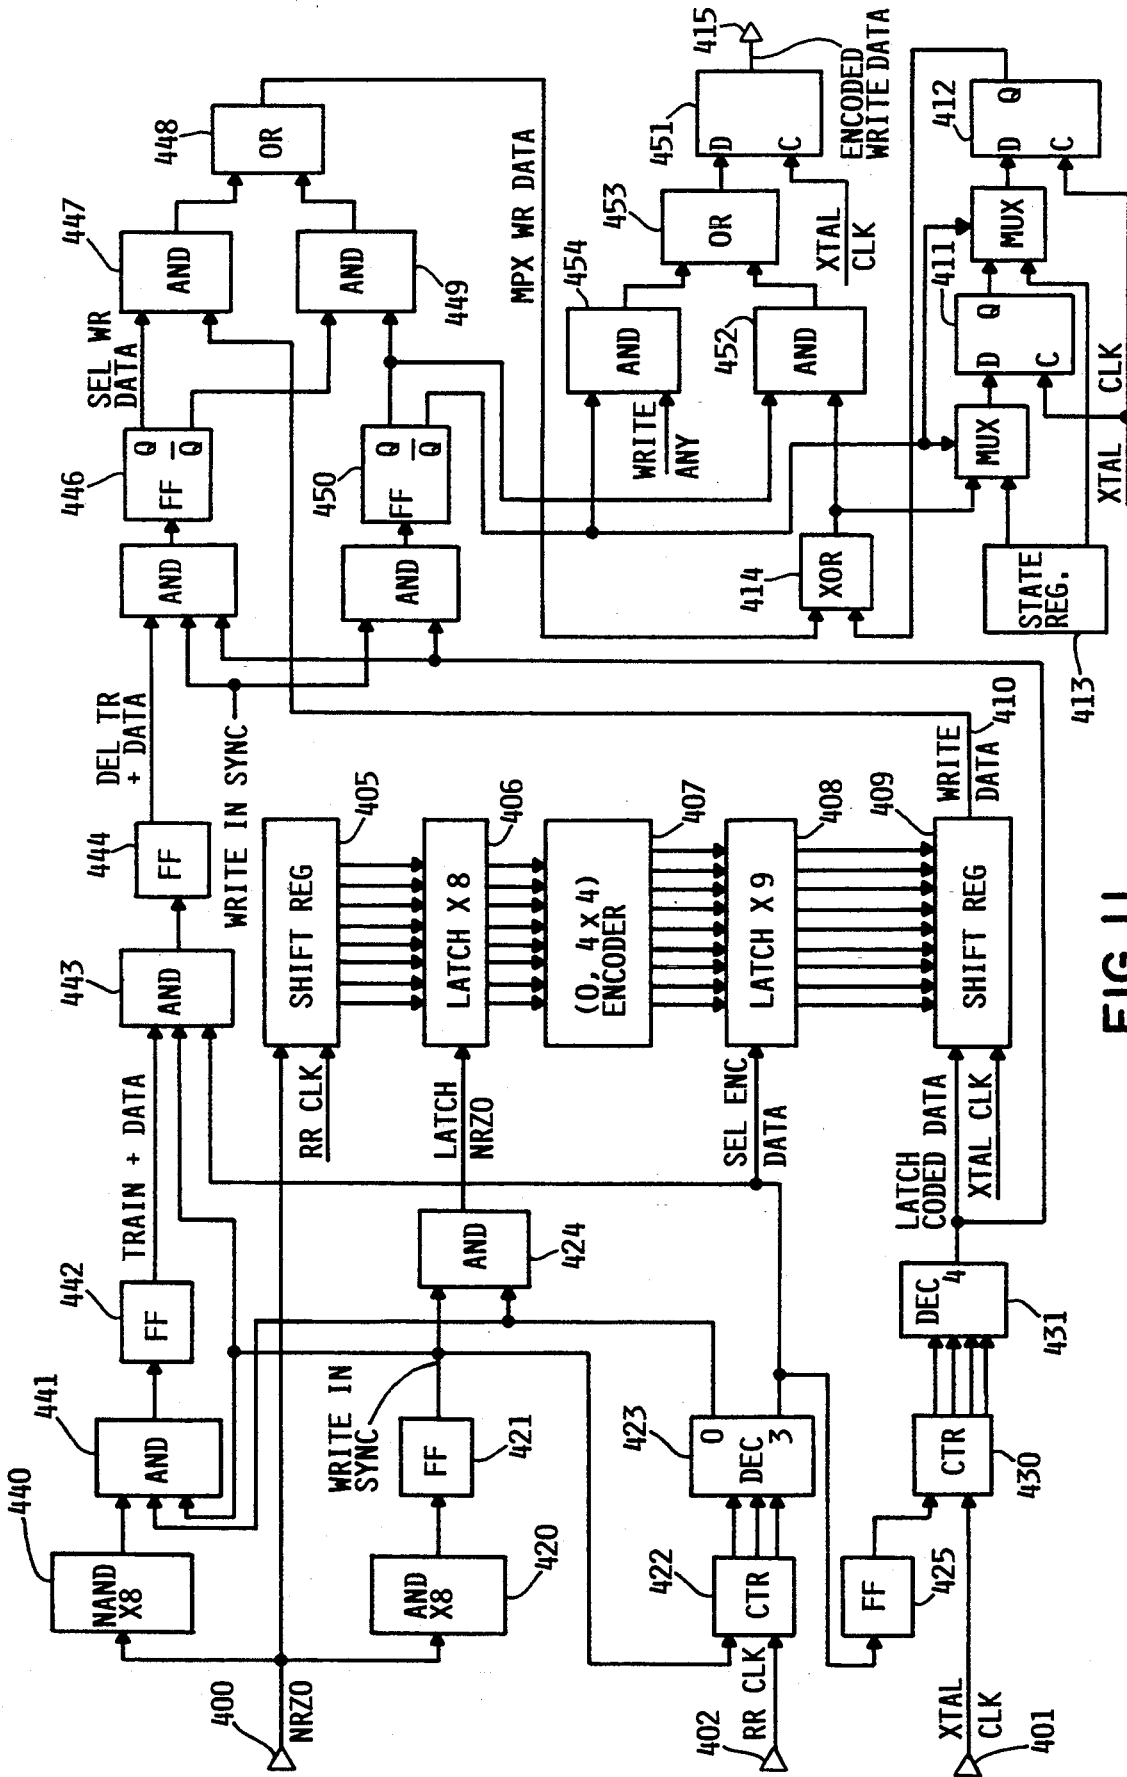 440
NAND
X8
441
AND
442
FF
TRAIN + DATA
443
AND
444
FF
DEL TR
+ DATA
AND
446
FF
Q
Q
SEL WR
DATA
447
AND
448
OR
400
NRZO
AND
X8
420
FF
421
WRITE IN
SYNC
AND
424
LATCH
NRZO
RR CLK
SHIFT REG
405
LATCH X 8
406
(0, 4 x 4)
ENCODER
407
LATCH X 9
408
SEL ENC
DATA
SHIFT REG
409
LATCH
CODED DATA
XTAL CLK
WRITE
DATA
410
WRITE IN SYNC
AND
450
FF
Q
Q
AND
449
MPX WR DATA
402
RR CLK
422
CTR
423
0
DEC
3
FF
425
401
XTAL
CLK
CTR
430
DEC
4
431
454
AND
WRITE
ANY
452
AND
453
OR
451
D
C
XTAL
CLK
415
ENCODED
WRITE DATA
414
XOR
STATE
REG.
413
MUX
411
D
Q
C
MUX
412
D
Q
C
XTAL CLK
FIG. 11